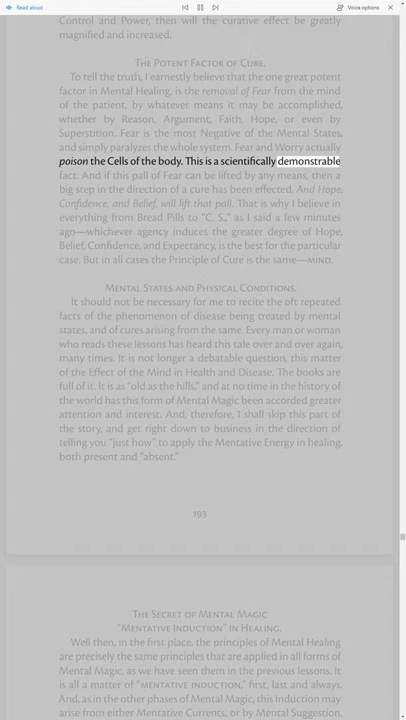 Read aloud
Voice options
Control and Power, then will the curative effect be greatly
magnified and increased.
The Potent Factor of Cure.
To tell the truth, I earnestly believe that the one great potent
factor in Mental Healing, is the removal of Fear from the mind
of the patient, by whatever means it may be accomplished,
whether by Reason, Argument, Faith, Hope, or even by
Superstition. Fear is the most Negative of the Mental States,
and simply paralyzes the whole system. Fear and Worry actually
poison the Cells of the body. This is a scientifically demonstrable
fact. And if this pall of Fear can be lifted by any means, then a
big step in the direction of a cure has been effected. And Hope,
Confidence, and Belief, will lift that pall. That is why I believe in
everything from Bread Pills to "C. S.," as I said a few minutes
ago—whichever agency induces the greater degree of Hope,
Belief, Confidence, and Expectancy, is the best for the particular
case. But in all cases the Principle of Cure is the same—MIND.
Mental States and Physical Conditions.
It should not be necessary for me to recite the oft repeated
facts of the phenomenon of disease being treated by mental
states, and of cures arising from the same. Every man or woman
who reads these lessons has heard this tale over and over again,
many times. It is not longer a debatable question, this matter
of the Effect of the Mind in Health and Disease. The books are
full of it. It is as "old as the hills," and at no time in the history of
the world has this form of Mental Magic been accorded greater
attention and interest. And, therefore, I shall skip this part of
the story, and get right down to business in the direction of
telling you "just how" to apply the Mentative Energy in healing,
both present and "absent."
193
The Secret of Mental Magic
"Mentative Induction" in Healing.
Well then, in the first place, the principles of Mental Healing
are precisely the same principles that are applied in all forms of
Mental Magic, as we have seen them in the previous lessons. It
is all a matter of "MENTATIVE INDUCTION," first, last and always.
And, as in the other phases of Mental Magic, this Induction may
arise from either Mentative Currents, or by Mental Suggestion,